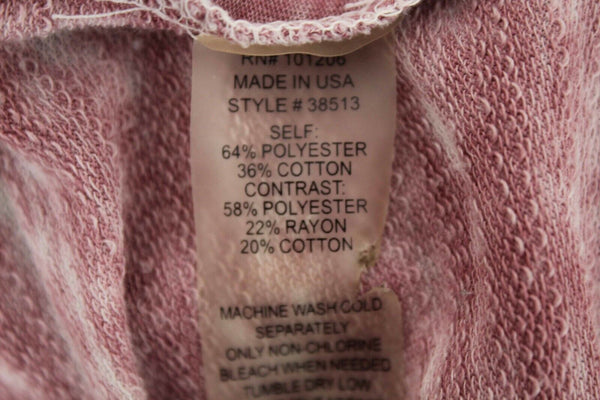 RN# 101206
MADE IN USA
STYLE # 38513
SELF:
64% POLYESTER
36% COTTON
CONTRAST:
58% POLYESTER
22% RAYON
20% COTTON
MACHINE WASH COLD
SEPARATELY
ONLY NON-CHLORINE
BLEACH WHEN NEEDED
TUMBLE DRY LOW